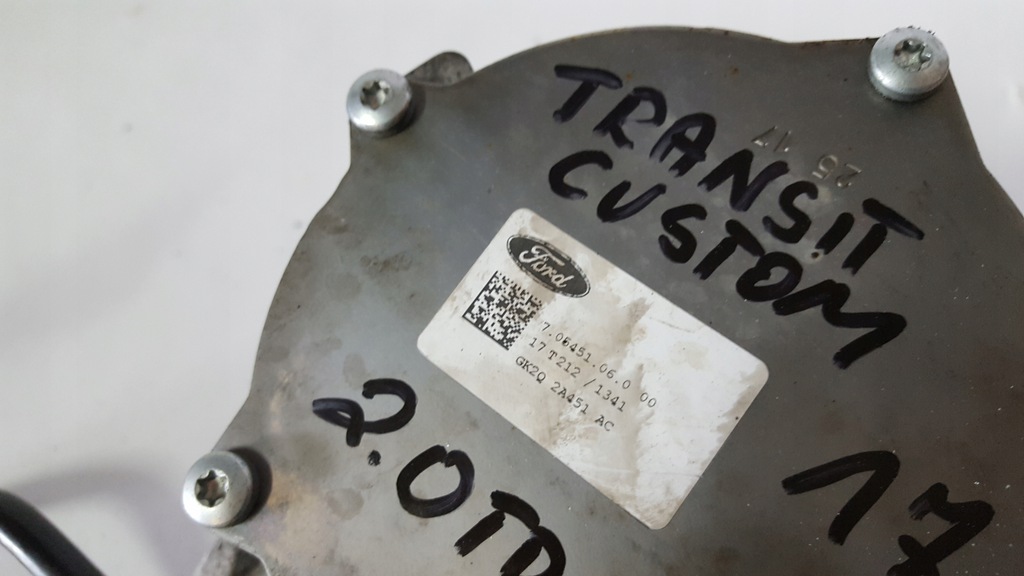 TRANSIT
CUSTOM
25 17
Ford
7.06451.06.0 00
17 T212 /1341
GK2Q 2A451 AC
2.0TD
17